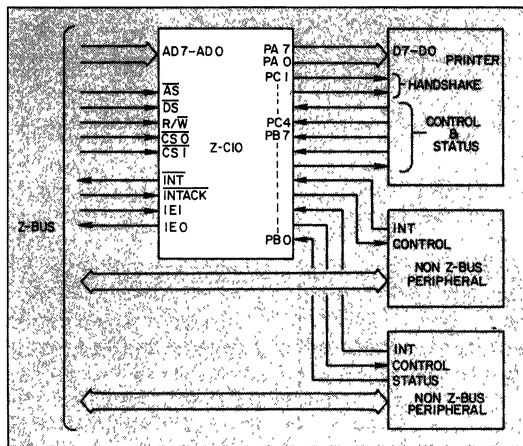 Z-BUS
AD7-AD0
AS
DS
R/W
CS0
CS1
INT
INTACK
IEI
IEO
Z-CIO
PA 7
PA 0
PC 1
PC4
PB7
PB0
D7-D0
PRINTER
HANDSHAKE
CONTROL
&
STATUS
INT
CONTROL
NON Z-BUS
PERIPHERAL
INT
CONTROL
STATUS
NON Z-BUS
PERIPHERAL